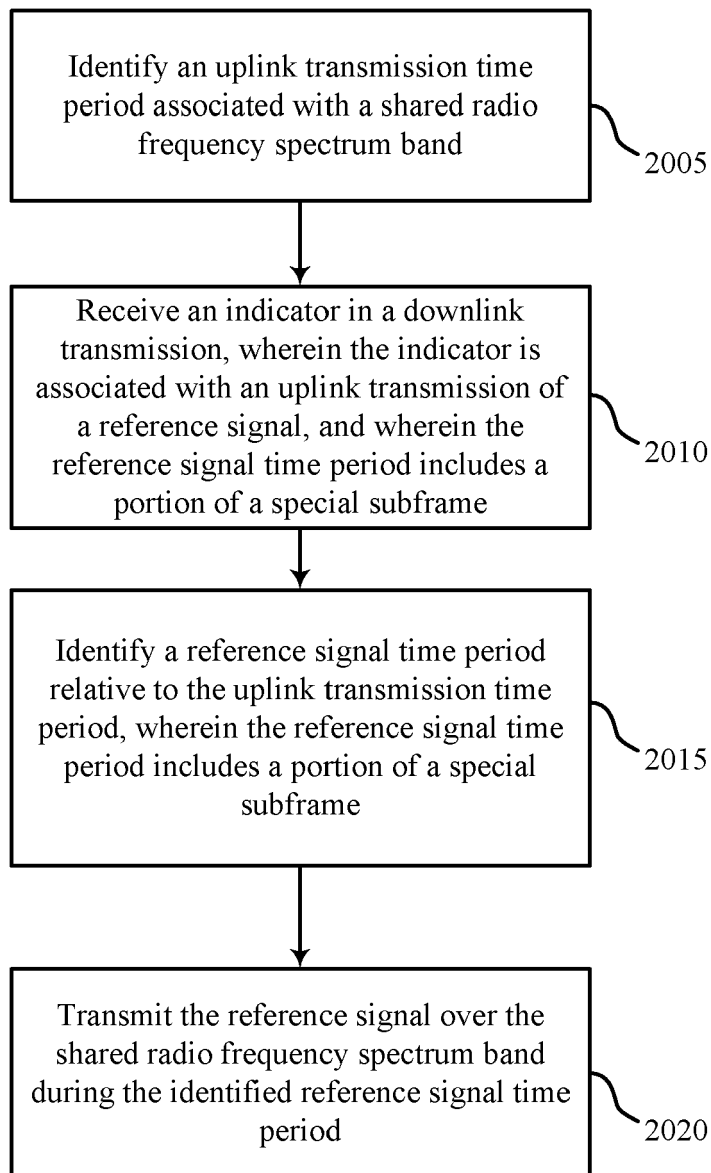 Identify an uplink transmission time
period associated with a shared radio
frequency spectrum band
2005
Receive an indicator in a downlink
transmission, wherein the indicator is
associated with an uplink transmission of
a reference signal, and wherein the
reference signal time period includes a
portion of a special subframe
2010
Identify a reference signal time period
relative to the uplink transmission time
period, wherein the reference signal time
period includes a portion of a special
subframe
2015
Transmit the reference signal over the
shared radio frequency spectrum band
during the identified reference signal time
period
2020